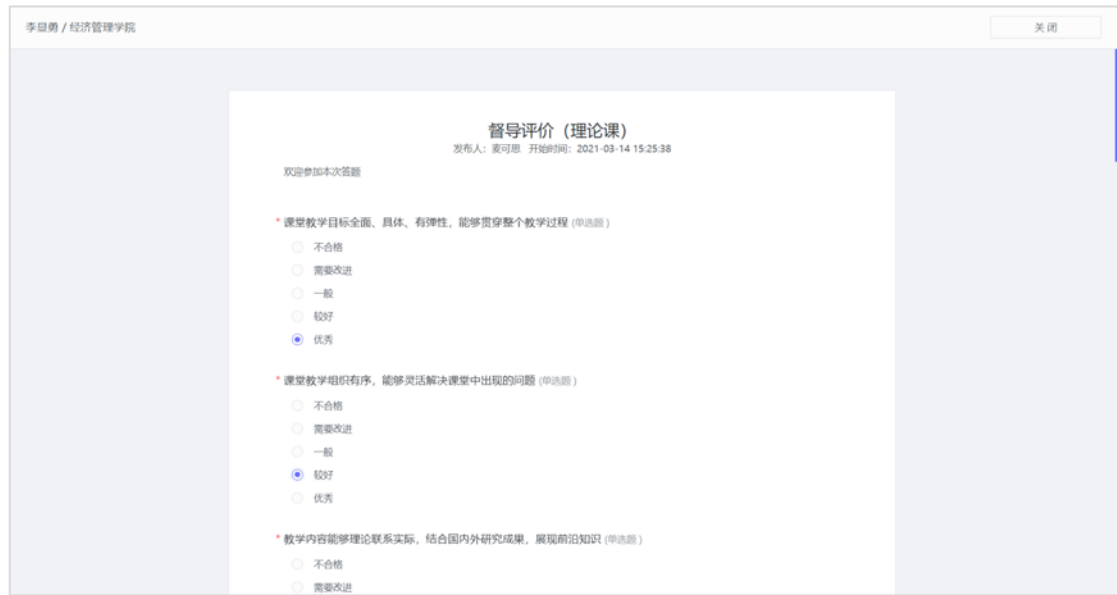 李显勇 / 经济管理学院
关闭
督导评价（理论课）
发布人：麦可思 开始时间：2021-03-14 15:25:38
欢迎参加本次答题
* 课堂教学目标全面、具体、有弹性，能够贯穿整个教学过程 (单选题)
不合格
需要改进
一般
较好
优秀
* 课堂教学组织有序，能够灵活解决课堂中出现的问题 (单选题)
不合格
需要改进
一般
较好
优秀
* 教学内容能够理论联系实际，结合国内外研究成果，展现前沿知识 (单选题)
不合格
需要改进